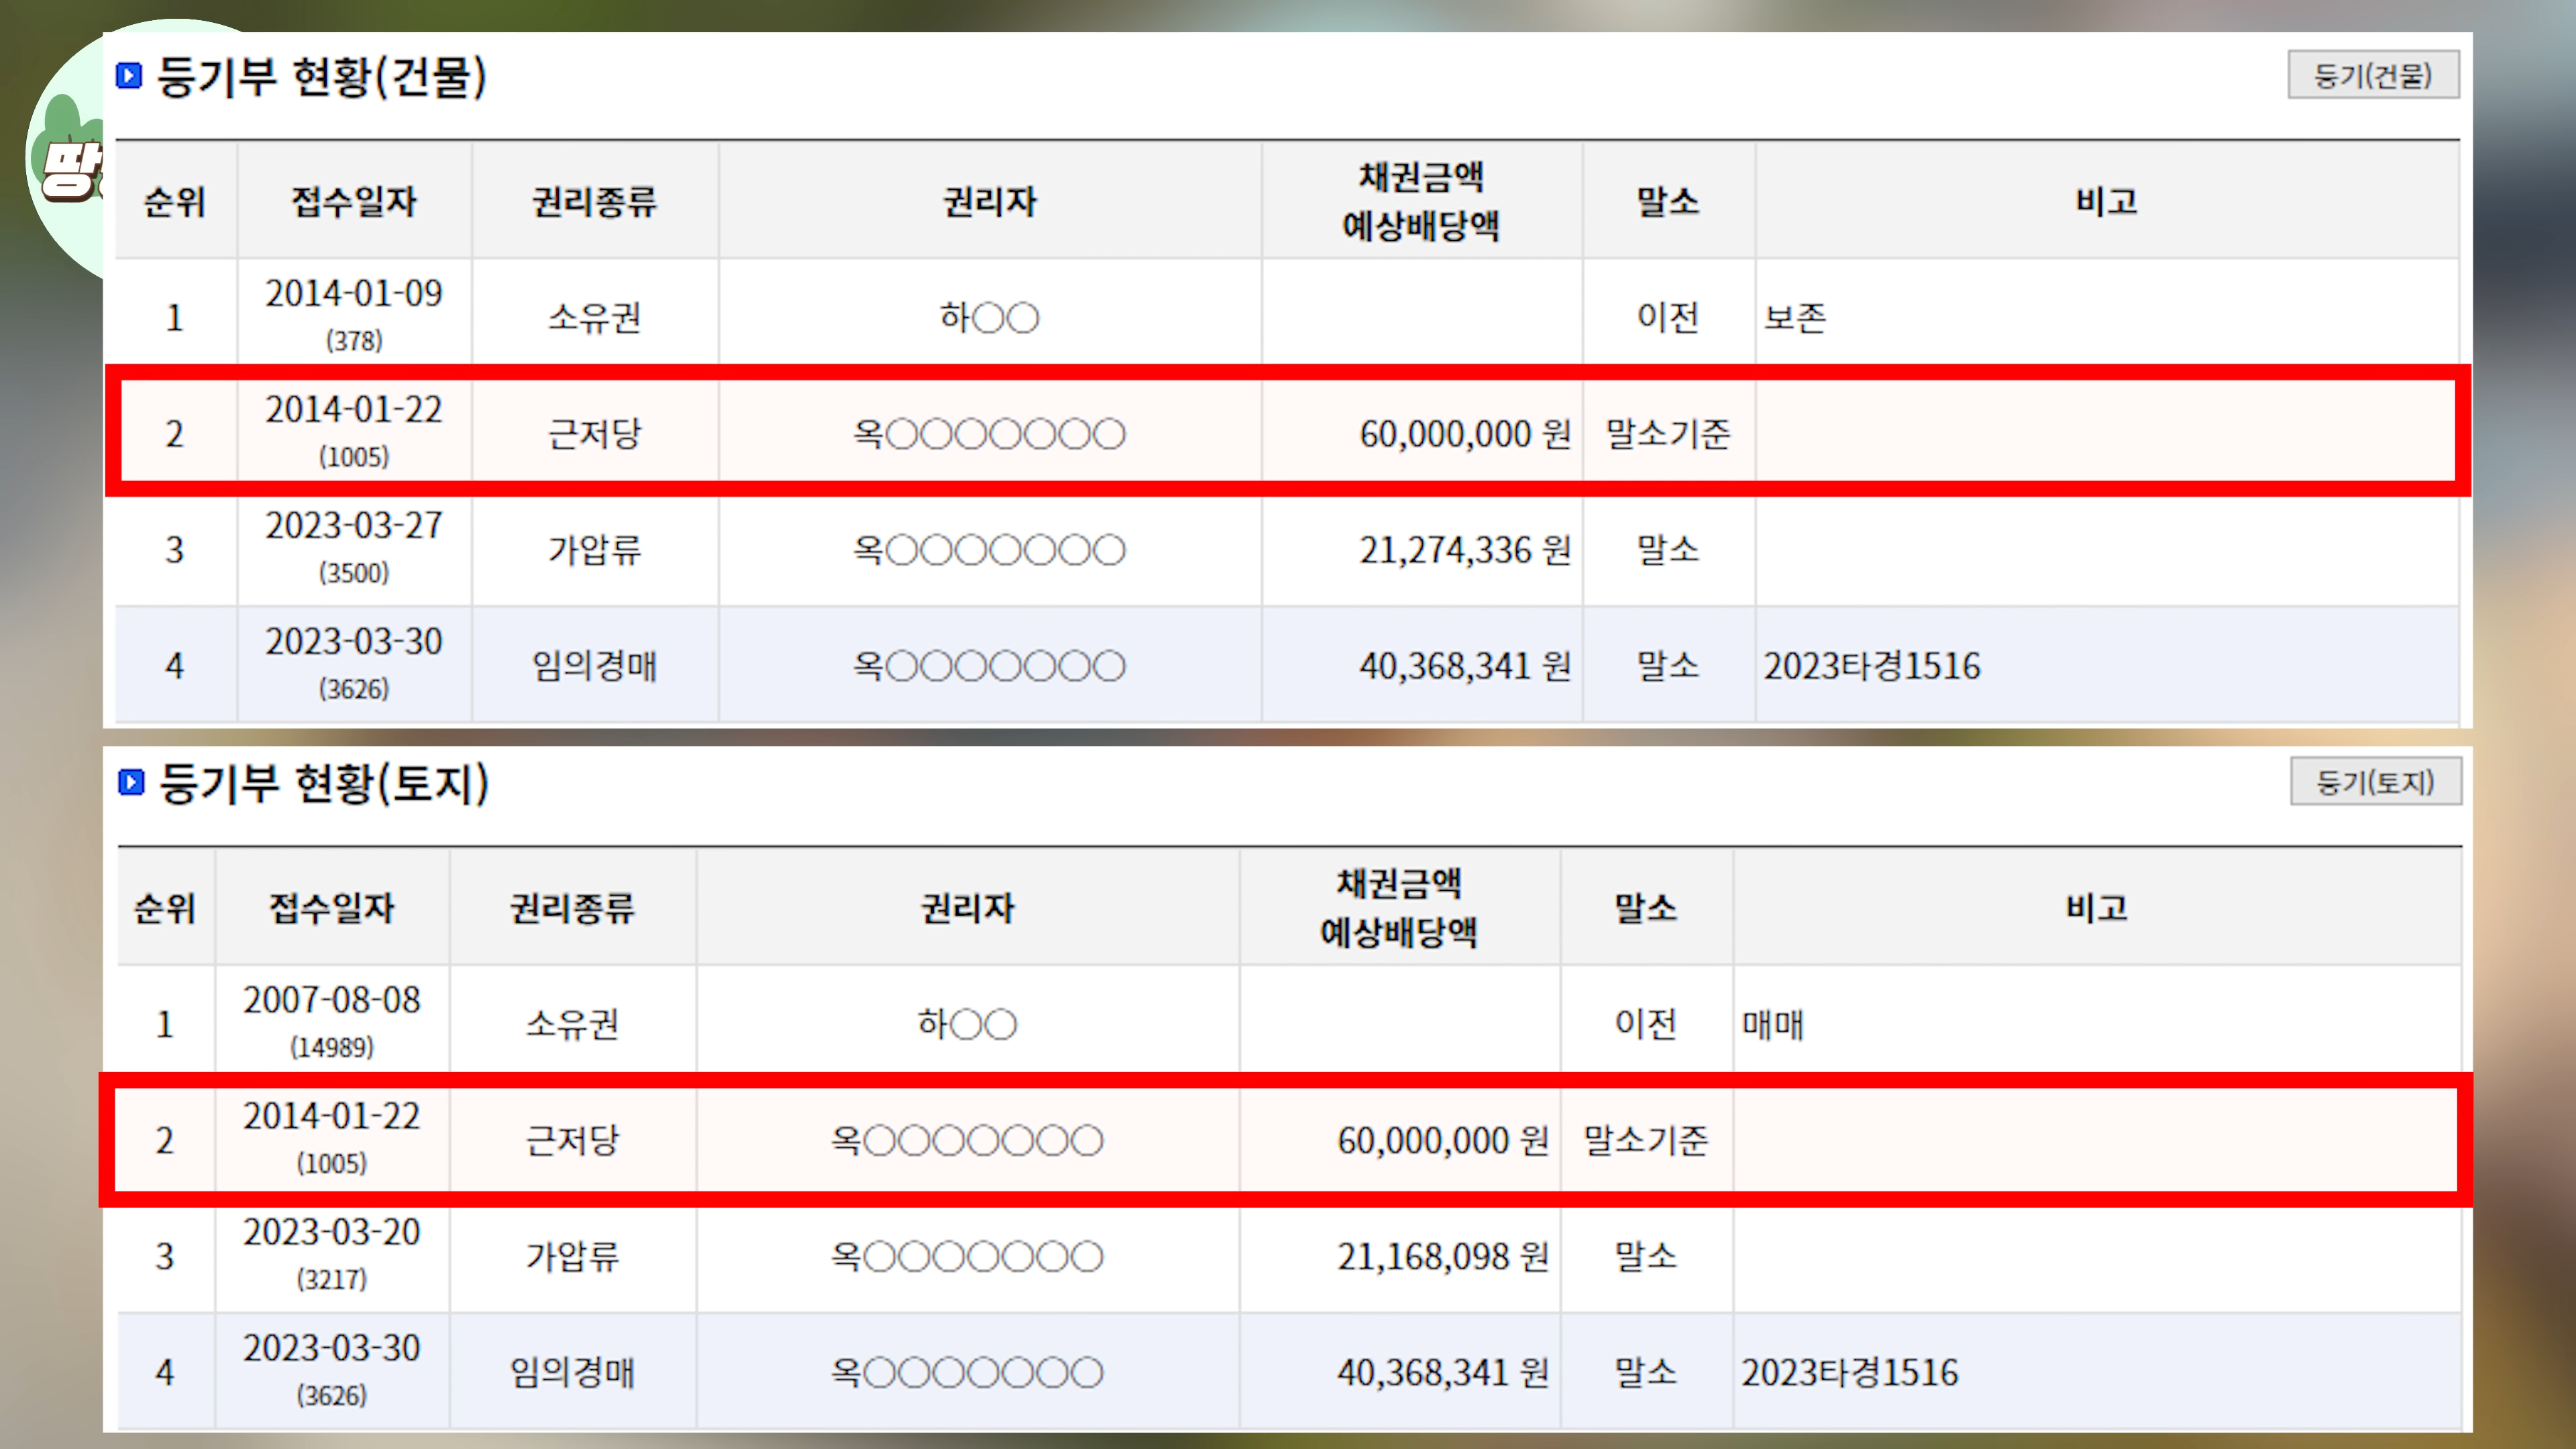 땅
등기부 현황(건물)
등기(건물)
순위 접수일자 권리종류 권리자 채권금액 예상배당액 말소 비고
1 2014-01-09 (378) 소유권 하○○ 이전 보존
2 2014-01-22 (1005) 근저당 옥○○○○○○○ 60,000,000 원 말소기준
3 2023-03-27 (3500) 가압류 옥○○○○○○○ 21,274,336 원 말소
4 2023-03-30 (3626) 임의경매 옥○○○○○○○ 40,368,341 원 말소 2023타경1516
등기부 현황(토지)
등기(토지)
순위 접수일자 권리종류 권리자 채권금액 예상배당액 말소 비고
1 2007-08-08 (14989) 소유권 하○○ 이전 매매
2 2014-01-22 (1005) 근저당 옥○○○○○○○ 60,000,000 원 말소기준
3 2023-03-20 (3217) 가압류 옥○○○○○○○ 21,168,098 원 말소
4 2023-03-30 (3626) 임의경매 옥○○○○○○○ 40,368,341 원 말소 2023타경1516